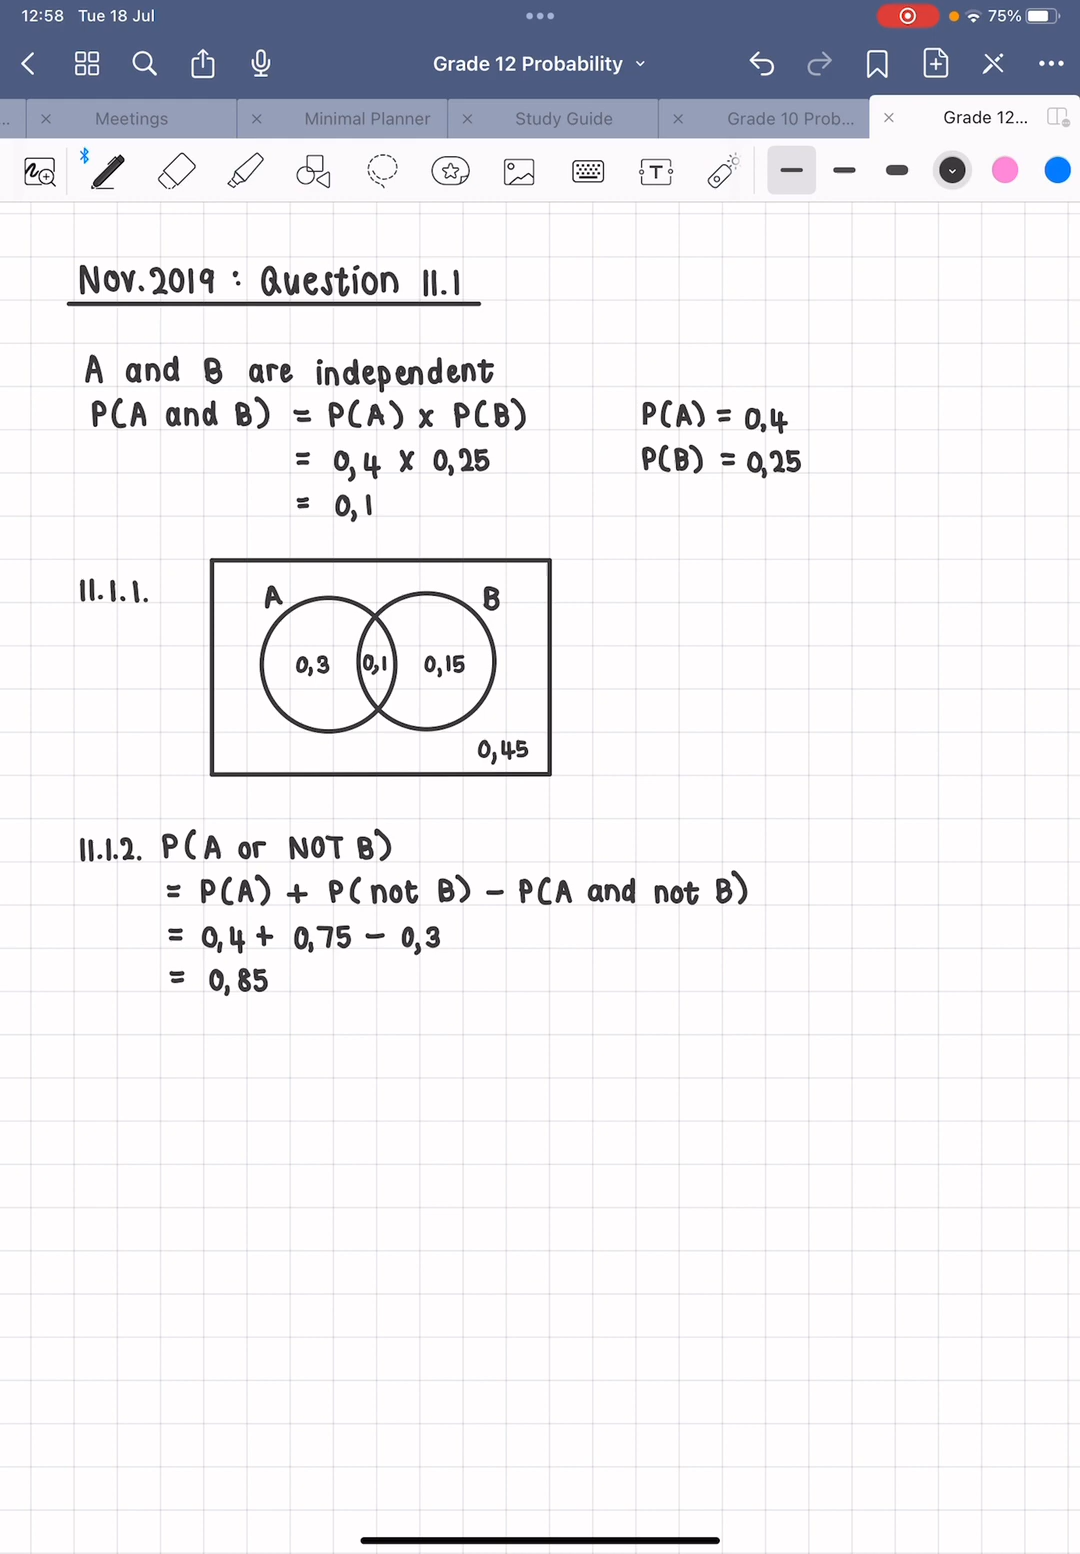 12:58 Tue 18 Jul
75%
Grade 12 Probability
... Meetings Minimal Planner Study Guide Grade 10 Prob... Grade 12...
T
Nov. 2019 : Question 11.1
A and B are independent
P(A and B) = P(A) x P(B) P(A) = 0,4
= 0,4 x 0,25 P(B) = 0,25
= 0,1
11.1.1.
A B
0,3 0,1 0,15
0,45
11.1.2. P(A or NOT B)
= P(A) + P(not B) - P(A and not B)
= 0,4 + 0,75 - 0,3
= 0,85